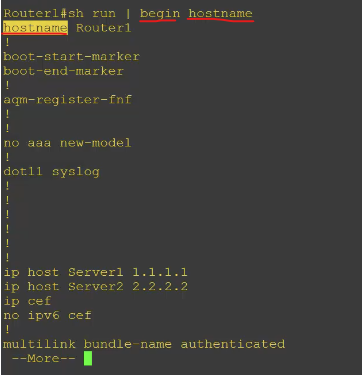 Router1#sh run | begin hostname
hostname Router1
!
boot-start-marker
boot-end-marker
!
aqm-register-fnf
!
no aaa new-model
!
dot11 syslog
!
!
!
!
!
!
ip host Server1 1.1.1.1
ip host Server2 2.2.2.2
ip cef
no ipv6 cef
!
multilink bundle-name authenticated
--More--